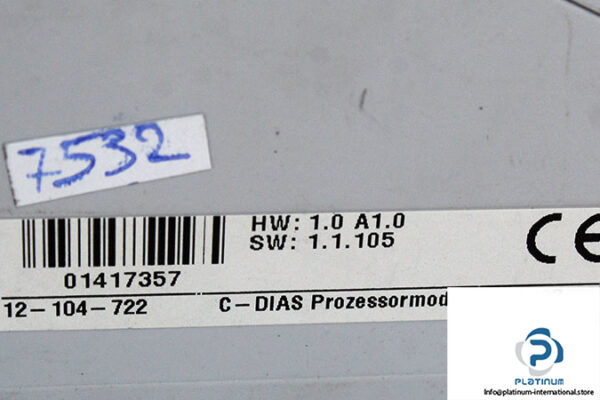 7532
HW: 1.0 A1.0
SW: 1.1.105
CE
01417357
12-104-722 C-DIAS Prozessormod
PLATINUM
Info@platinum-international.store